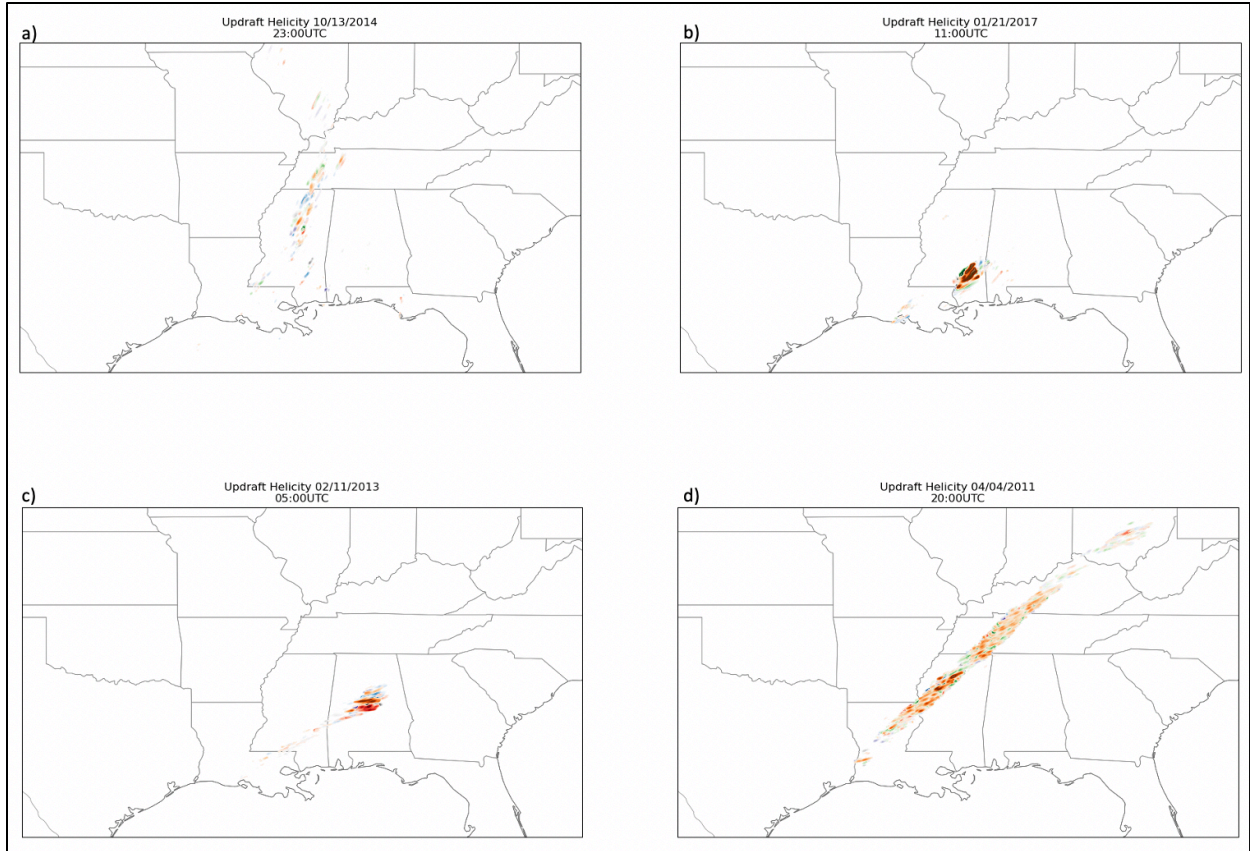 a)
Updraft Helicity 10/13/2014
23:00UTC
b)
Updraft Helicity 01/21/2017
11:00UTC
c)
Updraft Helicity 02/11/2013
05:00UTC
d)
Updraft Helicity 04/04/2011
20:00UTC